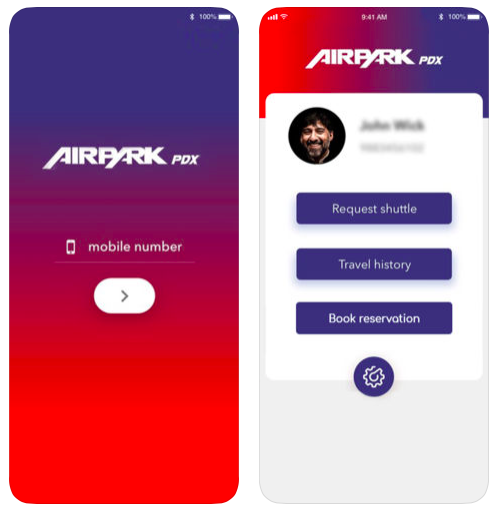 100%
AIRPARK PDX
mobile number
9:41 AM 100%
AIRPARK PDX
John Wick
Request shuttle
Travel history
Book reservation